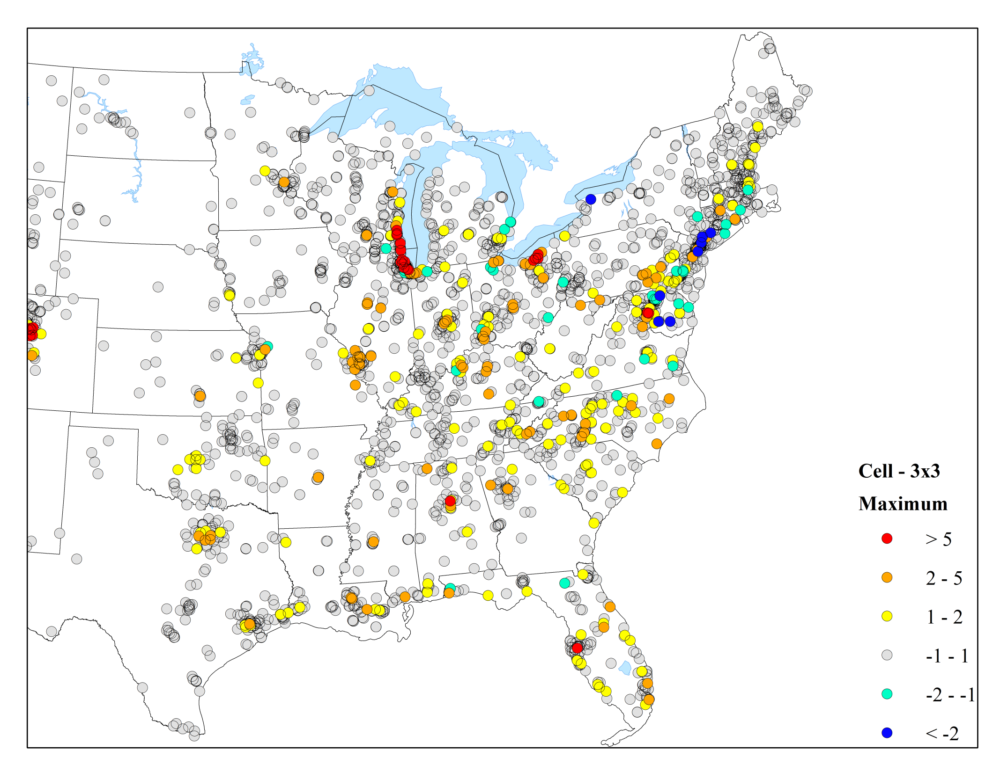 Cell - 3x3
Maximum
> 5
2 - 5
1 - 2
-1 - 1
-2 - -1
< -2